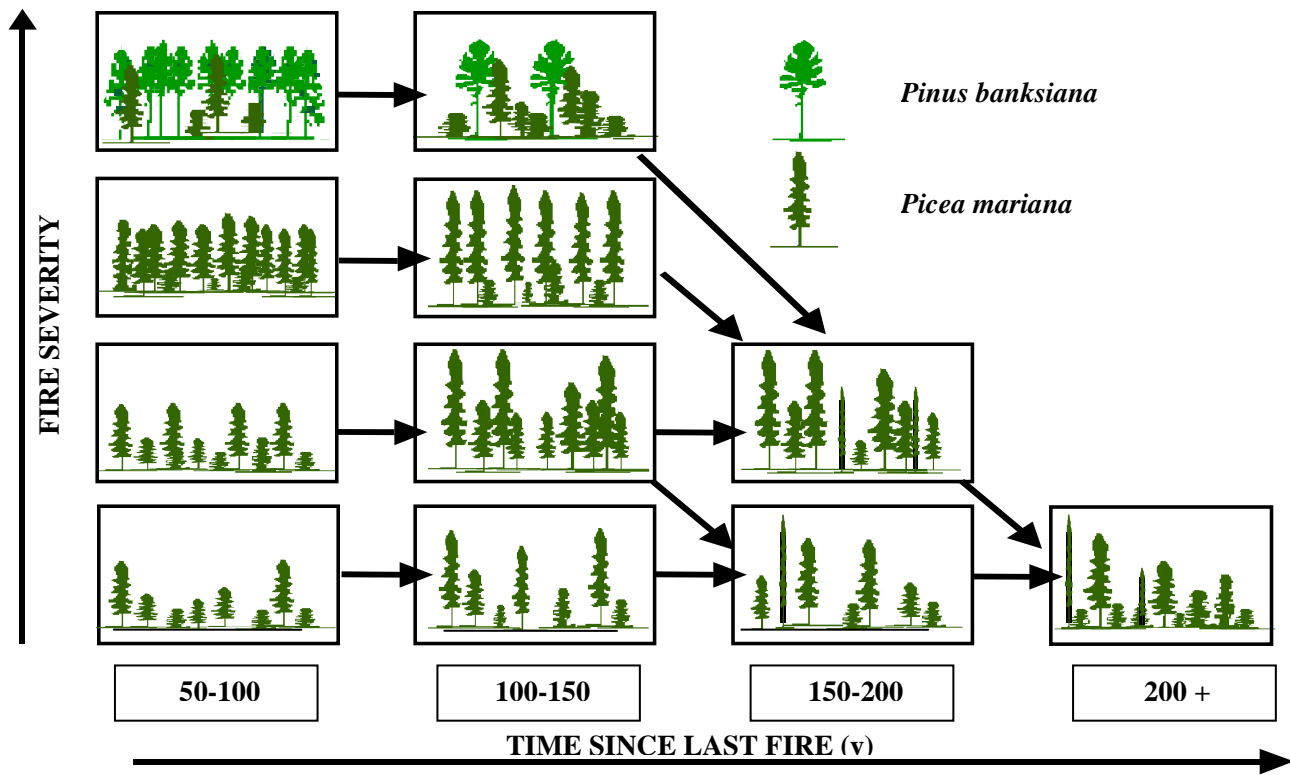 Pinus banksiana
Picea mariana
FIRE SEVERITY
50-100
100-150
150-200
200 +
TIME SINCE LAST FIRE (y)